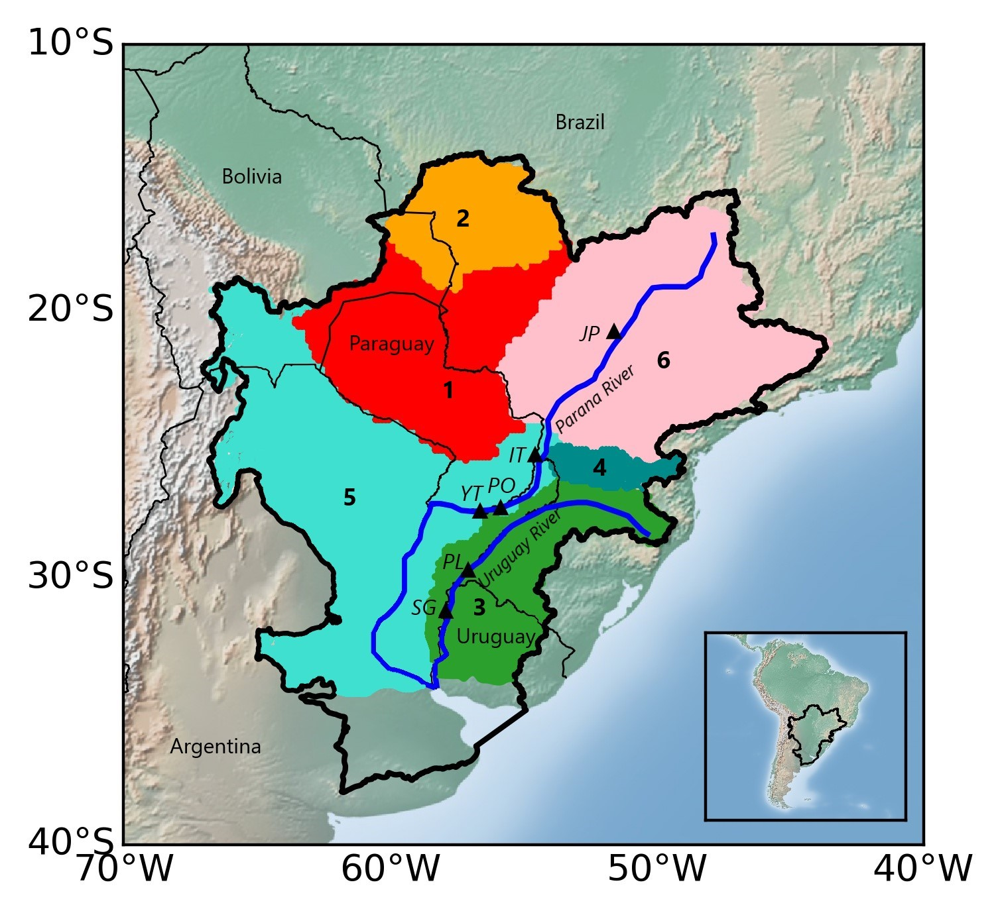 10°S
Brazil
Bolivia
2
20°S
JP
Paraguay
6
1
Parana River
IT
4
YT
PO
5
Uruguay River
PL
30°S
SG
3
Uruguay
Argentina
40°S
70°W
60°W
50°W
40°W